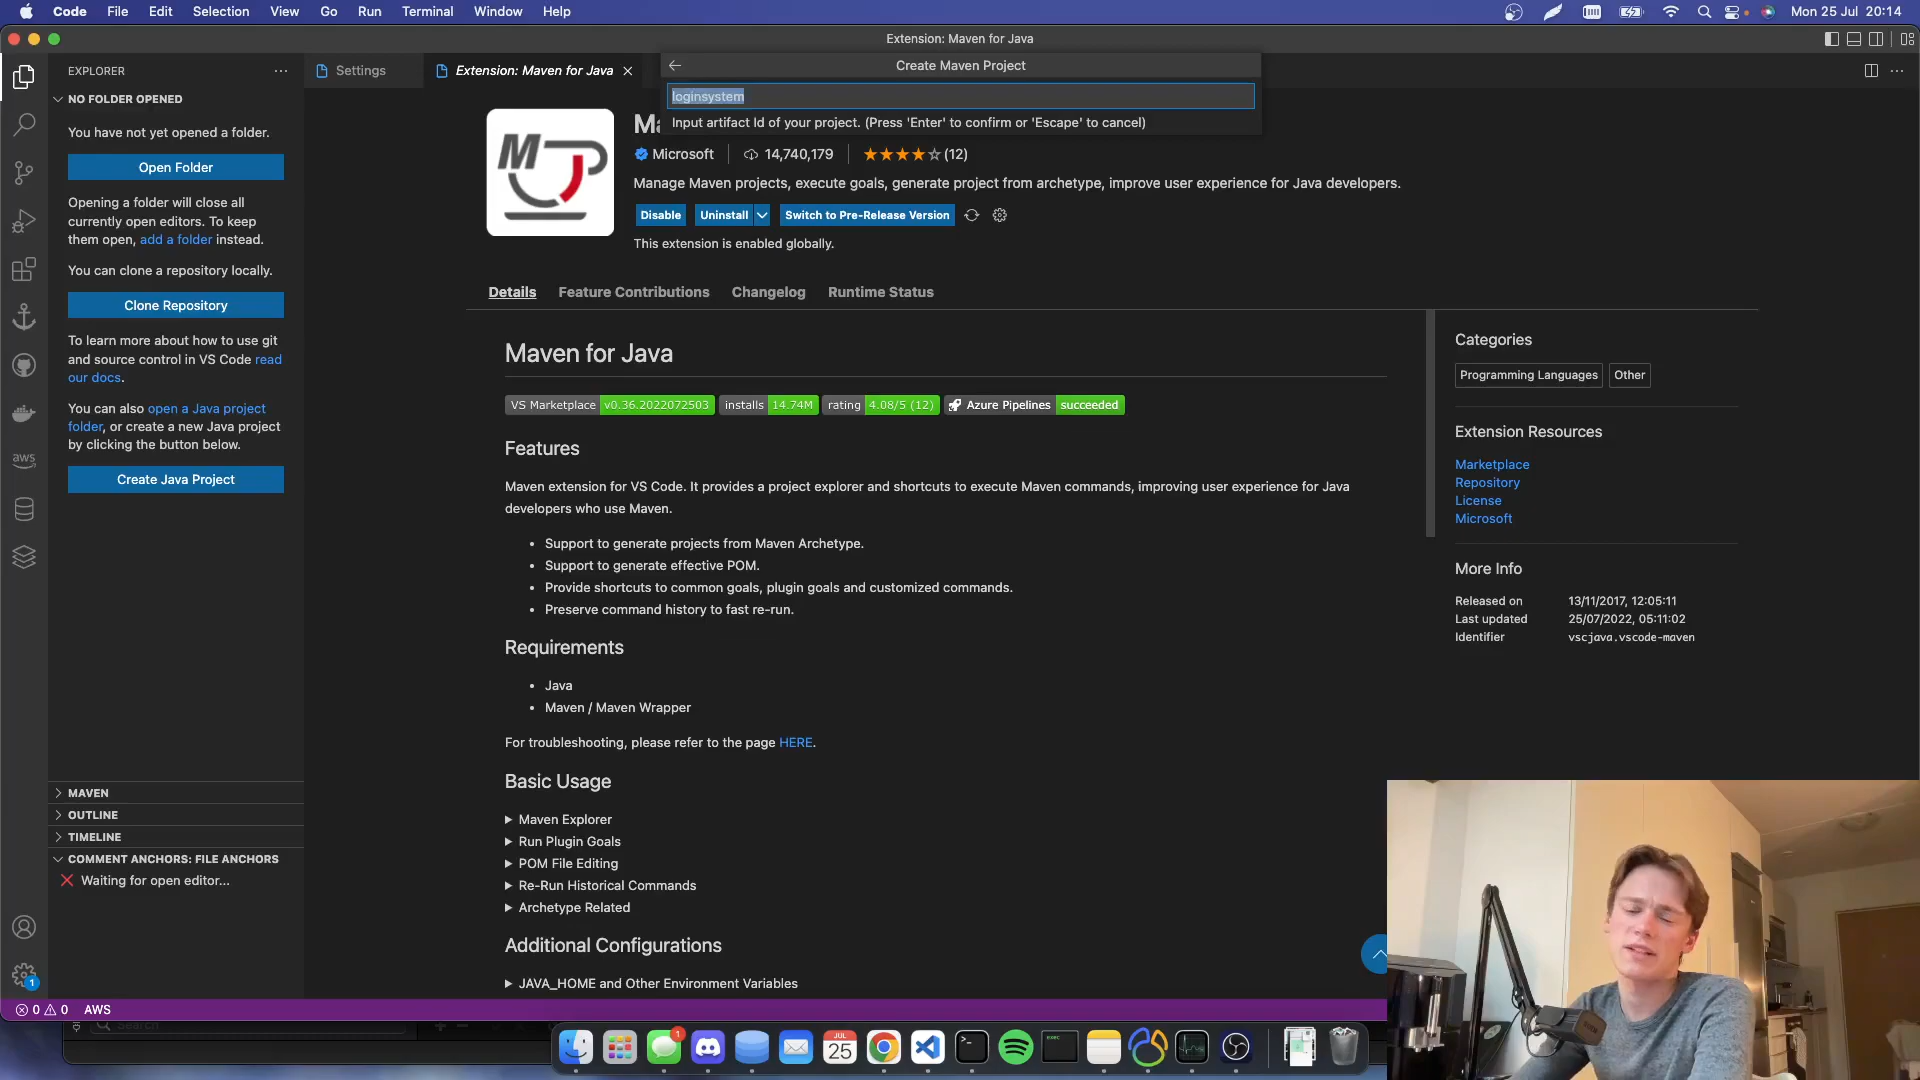 Code File Edit Selection View Go Run Terminal Window Help
Mon 25 Jul 20:14
Extension: Maven for Java
EXPLORER
Settings
Extension: Maven for Java
Create Maven Project
loginsystem
Input artifact Id of your project. (Press 'Enter' to confirm or 'Escape' to cancel)
NO FOLDER OPENED
You have not yet opened a folder.
Open Folder
Opening a folder will close all
currently open editors. To keep
them open, add a folder instead.
You can clone a repository locally.
Clone Repository
To learn more about how to use git
and source control in VS Code read
our docs.
You can also open a Java project
folder, or create a new Java project
by clicking the button below.
Create Java Project
MAVEN
OUTLINE
TIMELINE
COMMENT ANCHORS: FILE ANCHORS
Waiting for open editor...
aws
1
Microsoft
14,740,179
(12)
Manage Maven projects, execute goals, generate project from archetype, improve user experience for Java developers.
Disable
Uninstall
Switch to Pre-Release Version
This extension is enabled globally.
Details
Feature Contributions
Changelog
Runtime Status
Maven for Java
VS Marketplace v0.36.2022072503
installs 14.74M
rating 4.08/5 (12)
Azure Pipelines succeeded
Features
Maven extension for VS Code. It provides a project explorer and shortcuts to execute Maven commands, improving user experience for Java
developers who use Maven.
• Support to generate projects from Maven Archetype.
• Support to generate effective POM.
• Provide shortcuts to common goals, plugin goals and customized commands.
• Preserve command history to fast re-run.
Requirements
• Java
• Maven / Maven Wrapper
For troubleshooting, please refer to the page HERE.
Basic Usage
Maven Explorer
Run Plugin Goals
POM File Editing
Re-Run Historical Commands
Archetype Related
Additional Configurations
JAVA_HOME and Other Environment Variables
Categories
Programming Languages
Other
Extension Resources
Marketplace
Repository
License
Microsoft
More Info
Released on 13/11/2017, 12:05:11
Last updated 25/07/2022, 05:11:02
Identifier vscjava.vscode-maven
0 0 AWS
Search
1
JUL
25
exec